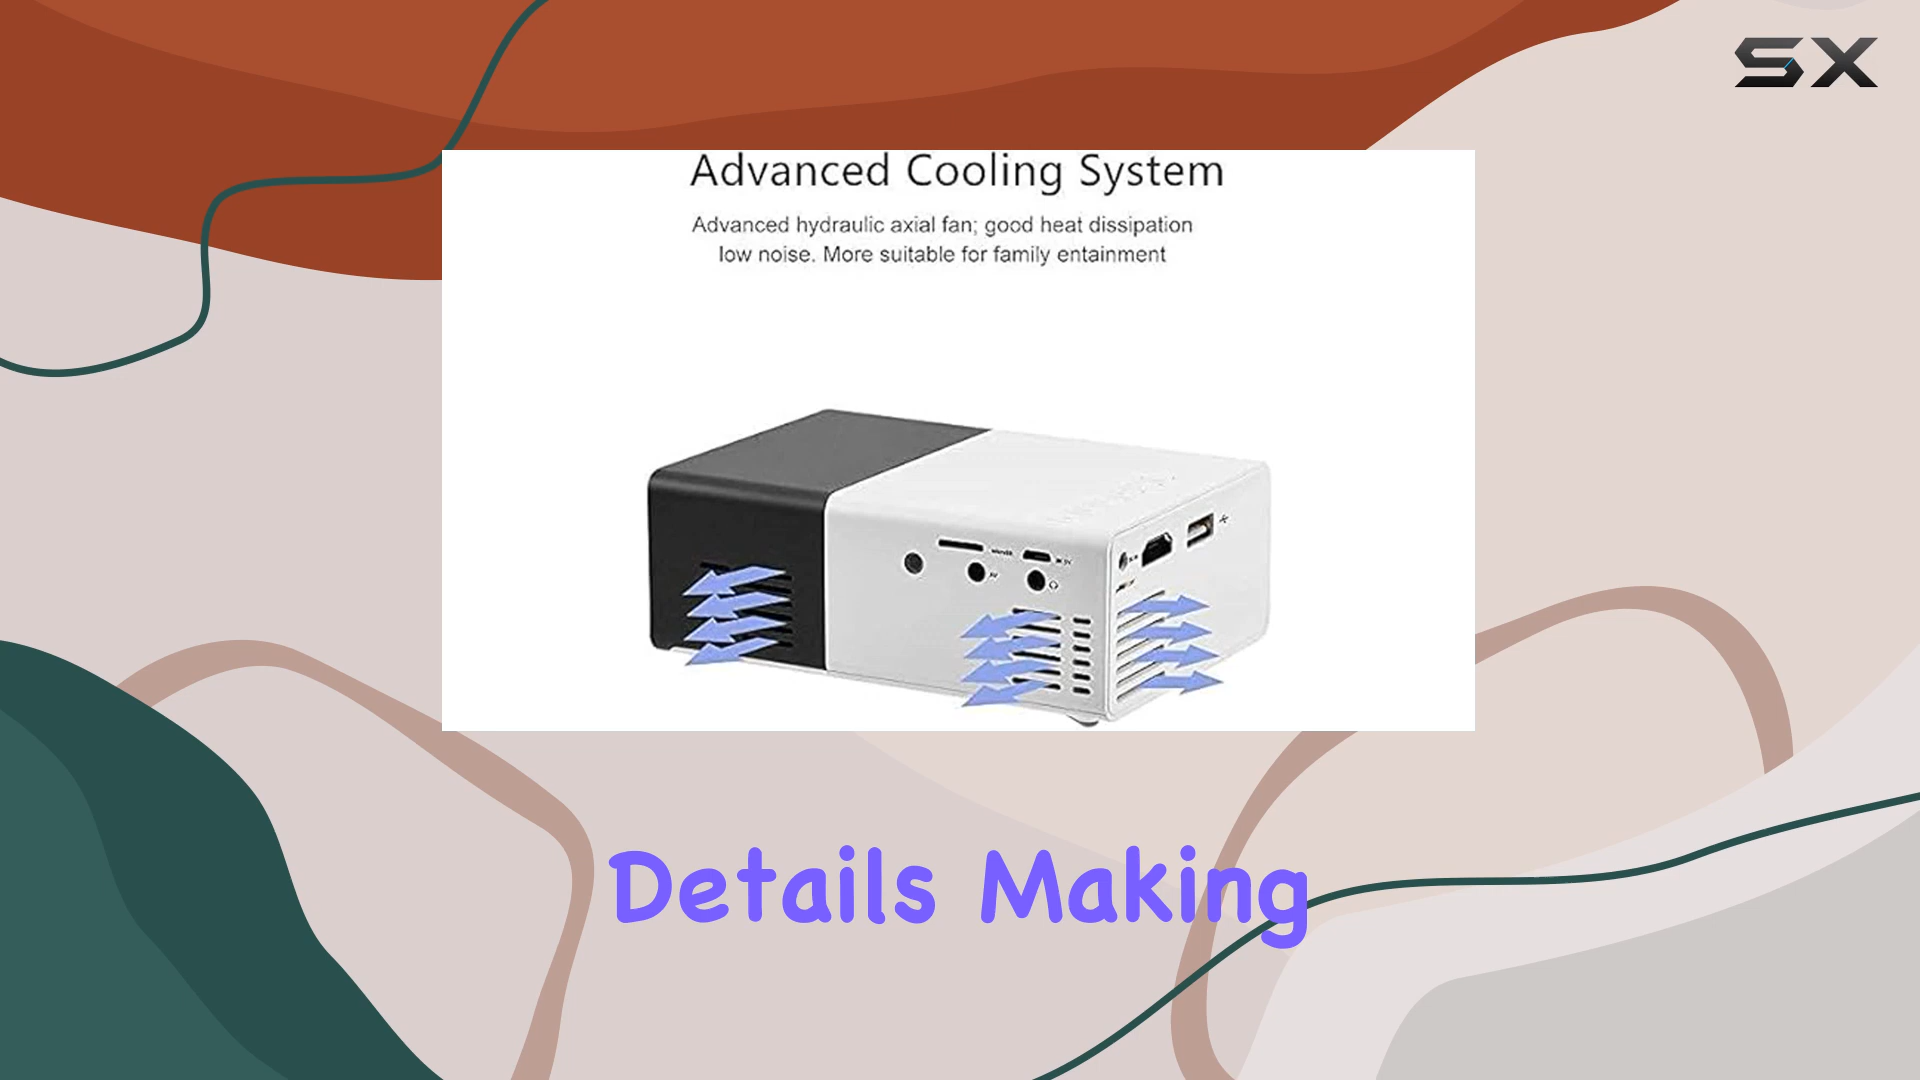 SX
Advanced Cooling System
Advanced hydraulic axial fan; good heat dissipation
low noise. More suitable for family entainment
Details Making